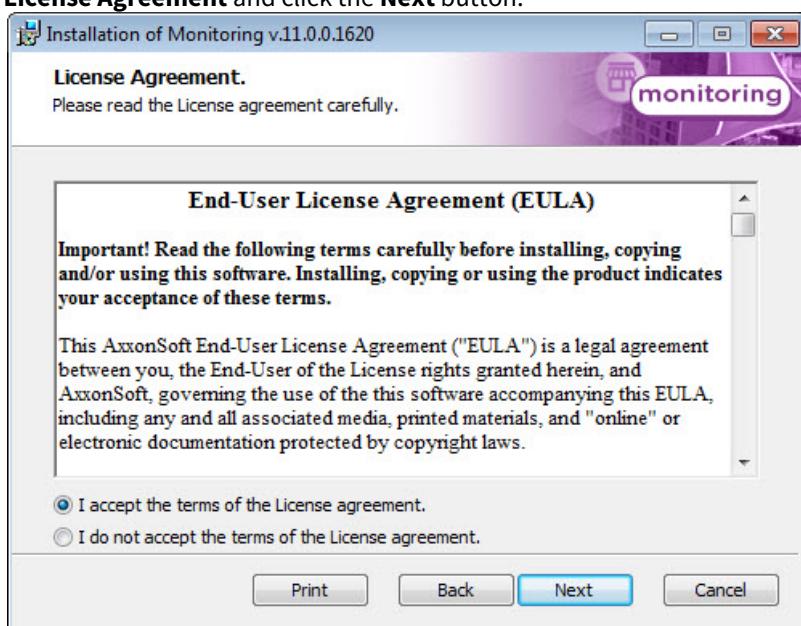 License Agreement and click the Next button.
Installation of Monitoring v.11.0.0.1620
License Agreement.
Please read the License agreement carefully.
monitoring
End-User License Agreement (EULA)
Important! Read the following terms carefully before installing, copying
and/or using this software. Installing, copying or using the product indicates
your acceptance of these terms.
This AxxonSoft End-User License Agreement ("EULA") is a legal agreement
between you, the End-User of the License rights granted herein, and
AxxonSoft, governing the use of the this software accompanying this EULA,
including any and all associated media, printed materials, and "online" or
electronic documentation protected by copyright laws.
I accept the terms of the License agreement.
I do not accept the terms of the License agreement.
Print Back Next Cancel